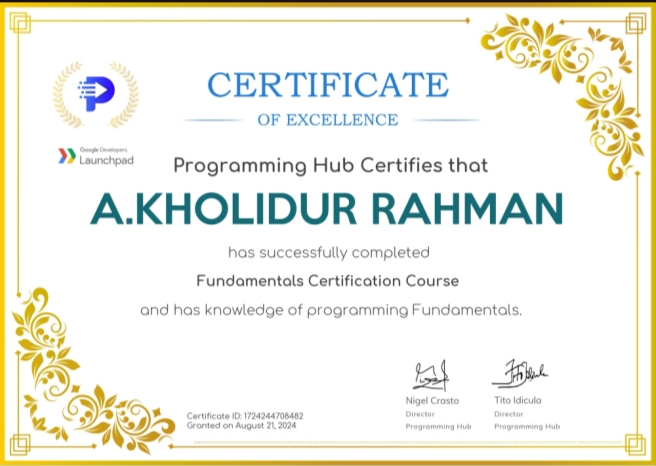 CERTIFICATE
OF EXCELLENCE
Google Developers
Launchpad
Programming Hub Certifies that
A.KHOLIDUR RAHMAN
has successfully completed
Fundamentals Certification Course
and has knowledge of programming Fundamentals.
Nigel Crasto
Director
Programming Hub
Tito Idicula
Director
Programming Hub
Certificate ID: 1724244708482
Granted on August 21, 2024